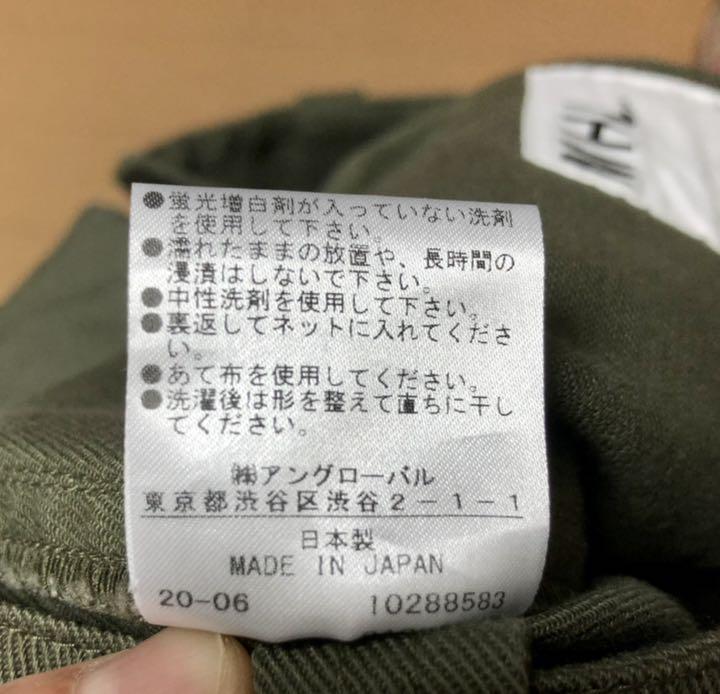 MHL
●蛍光増白剤が入っていない洗剤
を使用して下さい。
●濡れたままの放置や、長時間の
浸漬はしないで下さい。
●中性洗剤を使用して下さい。
●裏返してネットに入れてくださ
い。
●あて布を使用してください。
●洗濯後は形を整えて直ちに干し
てください。
㈱アングローバル
東京都渋谷区渋谷2-1-1
日本製
MADE IN JAPAN
20-06 10288583